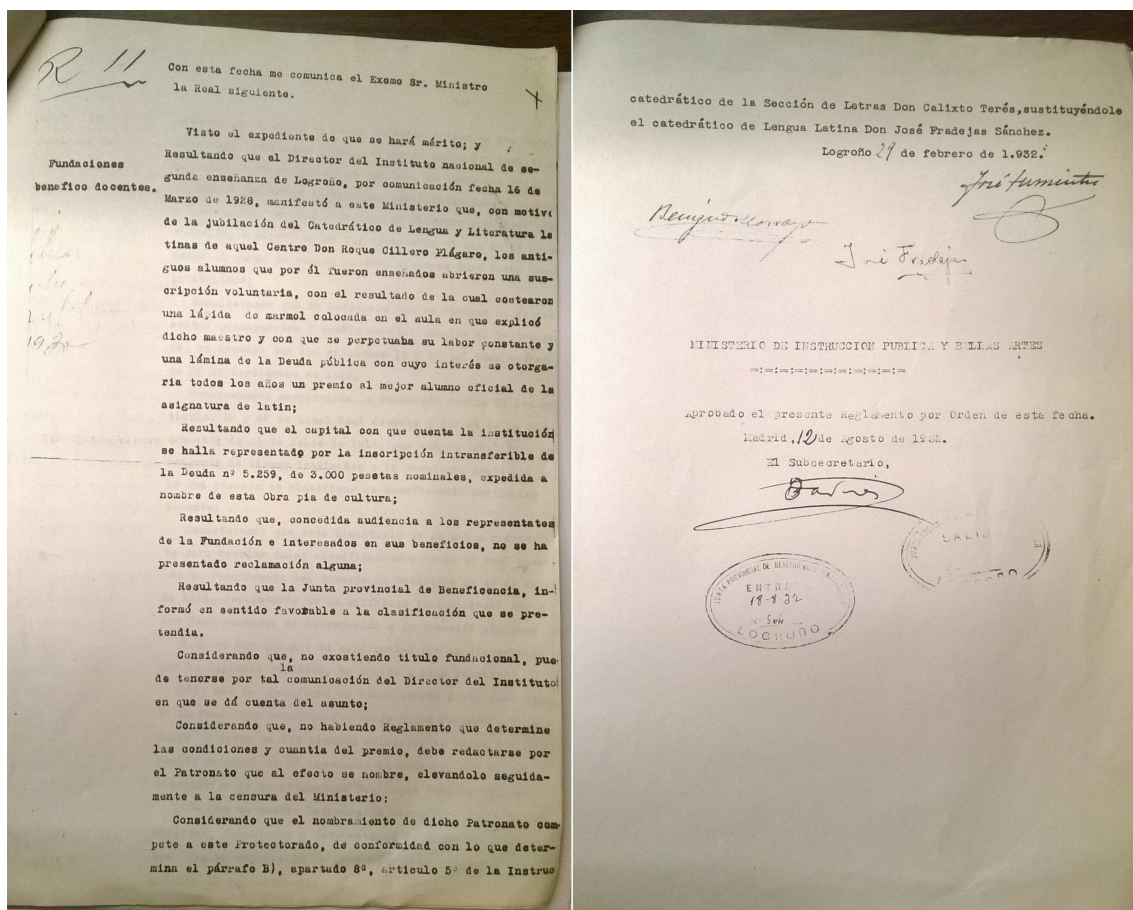 R 11
Con esta fecha me comunica el Exomo Sr. Ministro
la Real siguiente.
Visto el expediente de que se hará mérito; y
Fundaciones
benefico docentes.
Resultando que el Director del Instituto nacional de se-
gunda enseñanza de Logroño, por comunicación fecha 16 de
Marzo de 1928, manifestó a este Ministerio que, con motivo
de la jubilación del Catedrático de Lengua y Literatura la
tinas de aquel Centro Don Roque Cillero Plágaro, los anti-
guos alumnos que por él fueron enseñados abrieron una sus-
cripción voluntaria, con el resultado de la cual costearon
una lápida de marmol colocada en el aula en que explicó
dicho maestro y con que se perpetuaba su labor constante y
una lámina de la Deuda pública con cuyo interés se otorga-
ria todos los años un premio al mejor alumno oficial de la
asignatura de latin;
Resultando que el capital con que cuenta la institución
se halla representado por la inscripción intransferible de
la Deuda nº 5.259, de 3.000 pesetas nominales, expedida a
nombre de esta Obra pia de cultura;
Resultando que, concedida audiencia a los representates
de la Fundación e interesados en sus beneficios, no se ha
presentado reclamación alguna;
Resultando que la Junta provincial de Beneficencia, in-
formó en sentido favorable a la clasificación que se pre-
tendia.
Considerando que, no exostiendo titulo fundacional, pue-
la
de tenerse por tal comunicación del Director del Instituto
en que se dá cuenta del asunto;
Considerando que, no habiendo Reglamento que determine
las condiciones y cuantia del premio, debe redactarse por
el Patronato que al efecto se nombre, elevandolo seguida-
mente a la censura del Ministerio;
Considerando que el nombramiento de dicho Patronato com-
pete a este Protectorado, de conformidad con lo que deter-
mina el párrafo B), apartado 8º, articulo 5º de la Instruc
catedrático de la Sección de Letras Don Calixto Terés,sustituyéndole
el catedrático de Lengua Latina Don José Fradejas Sánchez.
Logroño 29 de febrero de 1.932.
José Fradejas
MINISTERIO DE INSTRUCCION PUBLICA Y BELLAS ARTES
=:=:=:=:=:=:=:=:=:=
Aprobado el presente Reglamento por Orden de esta fecha.
Madrid, 12 de Agosto de 1932.
El Subsecretario,
SALIDA
LOGROÑO
JUNTA PROVINCIAL DE BENEFICENCIA
ENTRADA
18-8-32
LOGROÑO